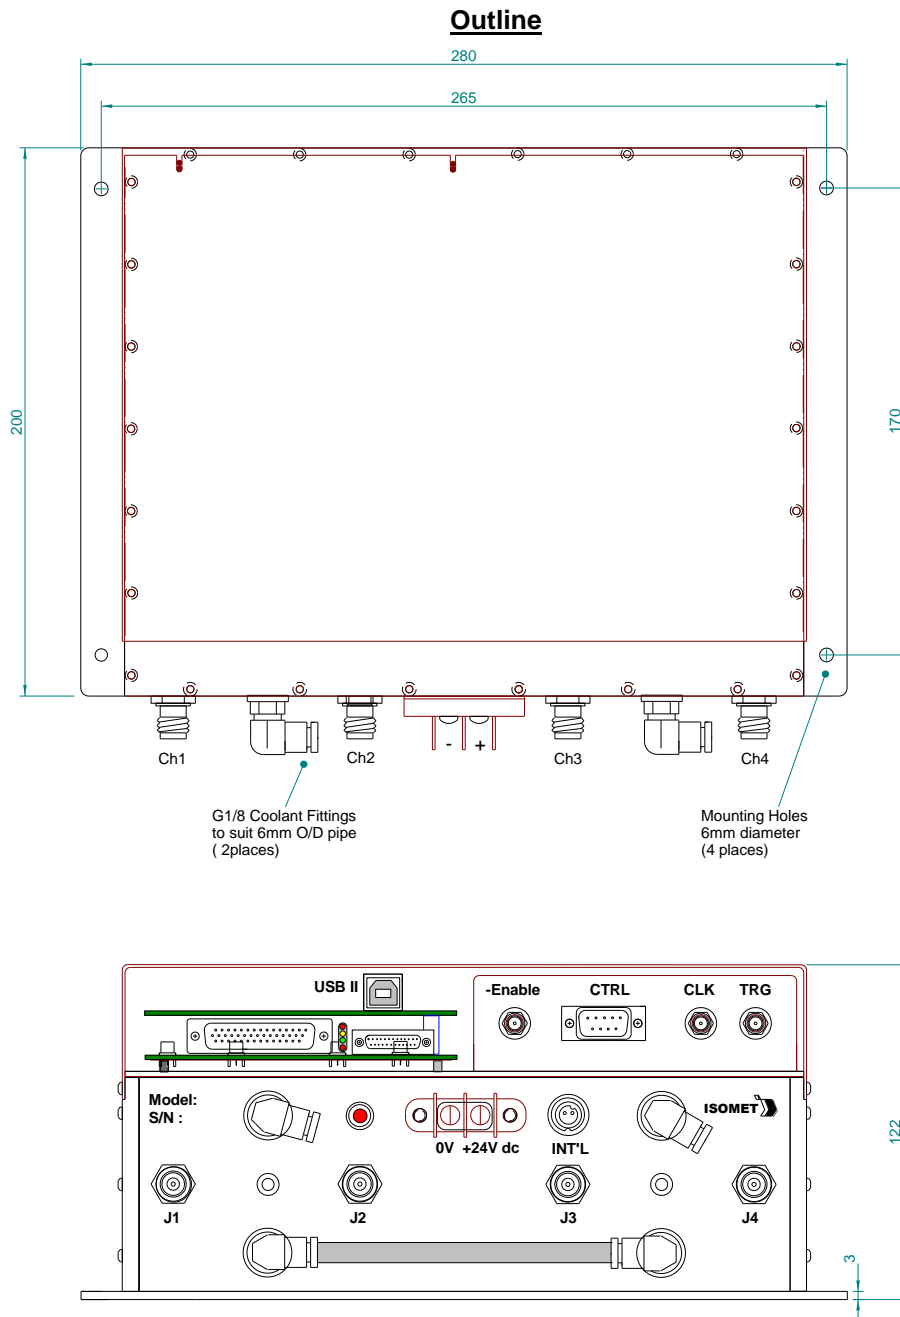 Outline
280
265
200
170
- +
Ch1
Ch2
Ch3
Ch4
G1/8 Coolant Fittings
to suit 6mm O/D pipe
( 2places)
Mounting Holes
6mm diameter
(4 places)
USB II
-Enable
CTRL
CLK
TRG
Model:
S/N :
ISOMET
0V +24V dc
INT'L
122
J1
J2
J3
J4
3